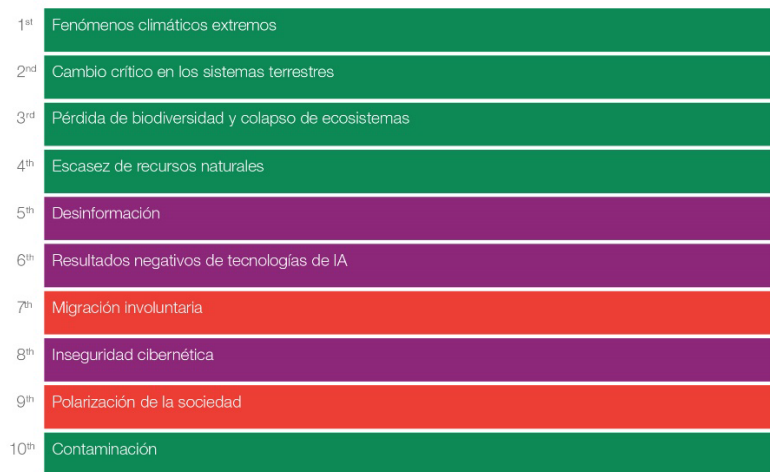 1st Fenómenos climáticos extremos
2nd Cambio crítico en los sistemas terrestres
3rd Pérdida de biodiversidad y colapso de ecosistemas
4th Escasez de recursos naturales
5th Desinformación
6th Resultados negativos de tecnologías de IA
7th Migración involuntaria
8th Inseguridad cibernética
9th Polarización de la sociedad
10th Contaminación